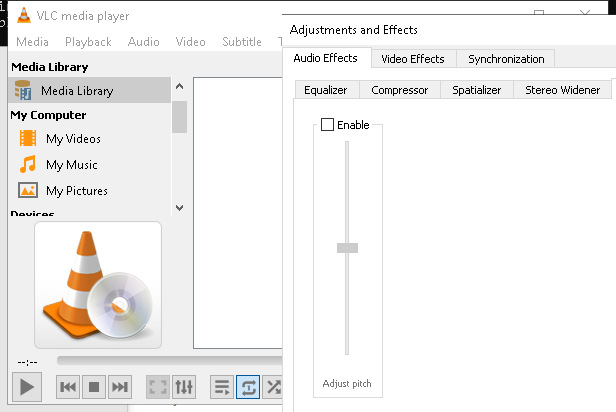 VLC media player
Media Playback Audio Video Subtitle
Media Library
Media Library
My Computer
My Videos
My Music
My Pictures
Devices
--:--
Adjustments and Effects
Audio Effects Video Effects Synchronization
Equalizer Compressor Spatializer Stereo Widener
Enable
Adjust pitch